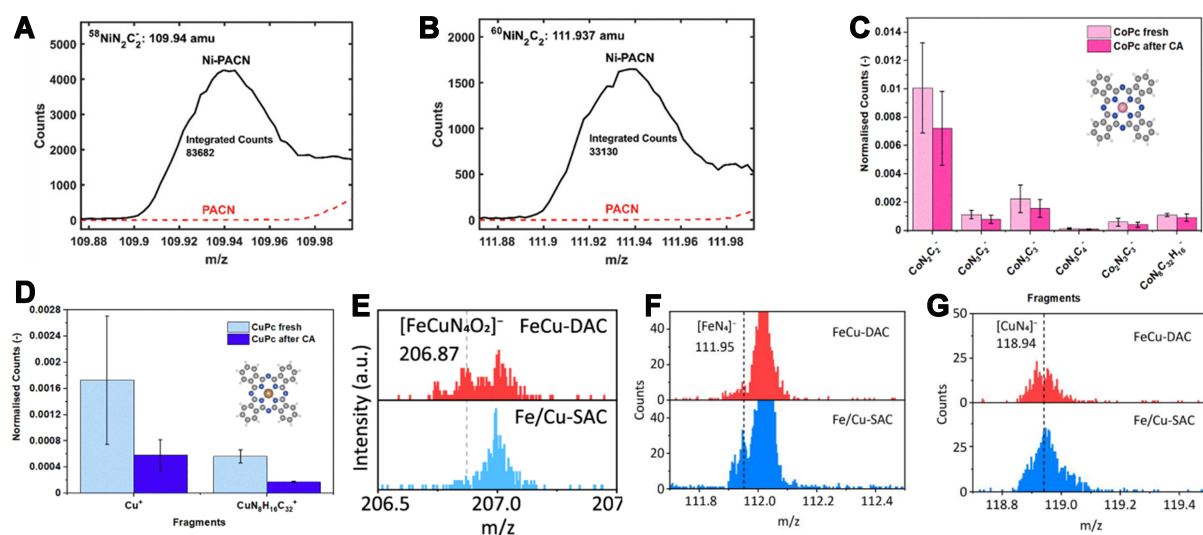 A
58NiN2C2-: 109.94 amu
Ni-PACN
Integrated Counts
83682
PACN
Counts
5000
4000
3000
2000
1000
0
109.88 109.9 109.92 109.94 109.96 109.98
m/z
B
60NiN2C2-: 111.937 amu
Ni-PACN
Integrated Counts
33130
PACN
Counts
2000
1500
1000
500
0
111.88 111.9 111.92 111.94 111.96 111.98
m/z
C
CoPc fresh
CoPc after CA
Normalised Counts (-)
0.014
0.012
0.010
0.008
0.006
0.004
0.002
0
CoN2C2- CoN3C2- CoN3C3- CoN3C4- Co2N3C3- CoN8C32H16-
Fragments
D
CuPc fresh
CuPc after CA
Normalised Counts (-)
0.0028
0.0024
0.0020
0.0016
0.0012
0.0008
0.0004
0
Cu+ CuN8H16C32+
Fragments
E
[FeCuN4O2]-
206.87
FeCu-DAC
Fe/Cu-SAC
Intensity (a.u.)
206.5 207.0 207
m/z
F
[FeN4]-
111.95
FeCu-DAC
Fe/Cu-SAC
Counts
40
20
0
40
20
0
111.8 112.0 112.2 112.4
m/z
G
[CuN4]-
118.94
FeCu-DAC
Fe/Cu-SAC
Counts
50
25
0
50
25
0
118.8 119.0 119.2 119.4
m/z